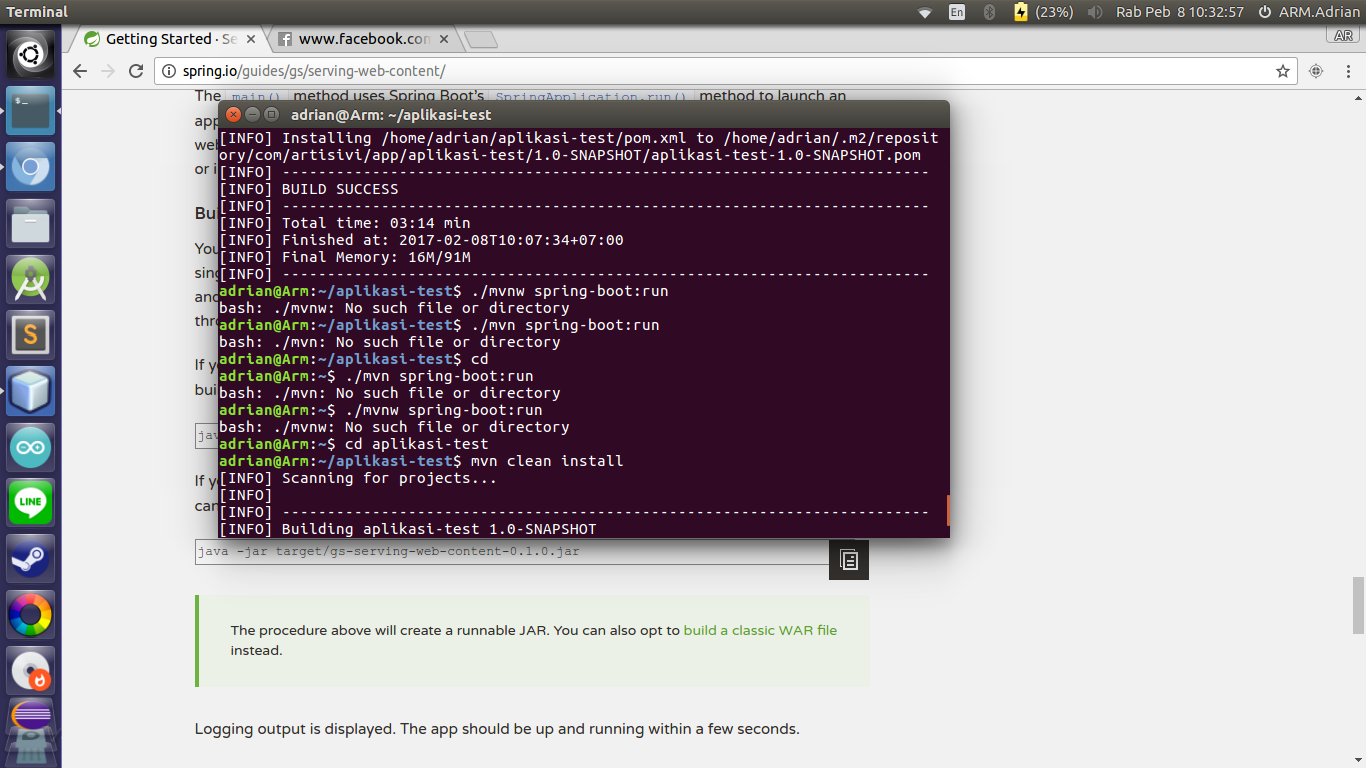 Terminal
En
(23%)
Rab Peb 8 10:32:57
ARM.Adrian
Getting Started · Se
www.facebook.com
AR
spring.io/guides/gs/serving-web-content/
The main() method uses Spring Boot's SpringApplication.run() method to launch an
adrian@Arm: ~/aplikasi-test
[INFO] Installing /home/adrian/aplikasi-test/pom.xml to /home/adrian/.m2/reposit
ory/com/artisivi/app/aplikasi-test/1.0-SNAPSHOT/aplikasi-test-1.0-SNAPSHOT.pom
[INFO] ------------------------------------------------------------------------
[INFO] BUILD SUCCESS
[INFO] ------------------------------------------------------------------------
[INFO] Total time: 03:14 min
[INFO] Finished at: 2017-02-08T10:07:34+07:00
[INFO] Final Memory: 16M/91M
[INFO] ------------------------------------------------------------------------
adrian@Arm:~/aplikasi-test$ ./mvnw spring-boot:run
bash: ./mvnw: No such file or directory
adrian@Arm:~/aplikasi-test$ ./mvn spring-boot:run
bash: ./mvn: No such file or directory
adrian@Arm:~/aplikasi-test$ cd
adrian@Arm:~$ ./mvn spring-boot:run
bash: ./mvn: No such file or directory
adrian@Arm:~$ ./mvnw spring-boot:run
bash: ./mvnw: No such file or directory
adrian@Arm:~$ cd aplikasi-test
adrian@Arm:~/aplikasi-test$ mvn clean install
[INFO] Scanning for projects...
[INFO]
[INFO] ------------------------------------------------------------------------
[INFO] Building aplikasi-test 1.0-SNAPSHOT
app
web
or i
Bu
You
sing
and
thro
If yo
buil
jav
If yo
can
java -jar target/gs-serving-web-content-0.1.0.jar
The procedure above will create a runnable JAR. You can also opt to build a classic WAR file
instead.
Logging output is displayed. The app should be up and running within a few seconds.
LINE
S